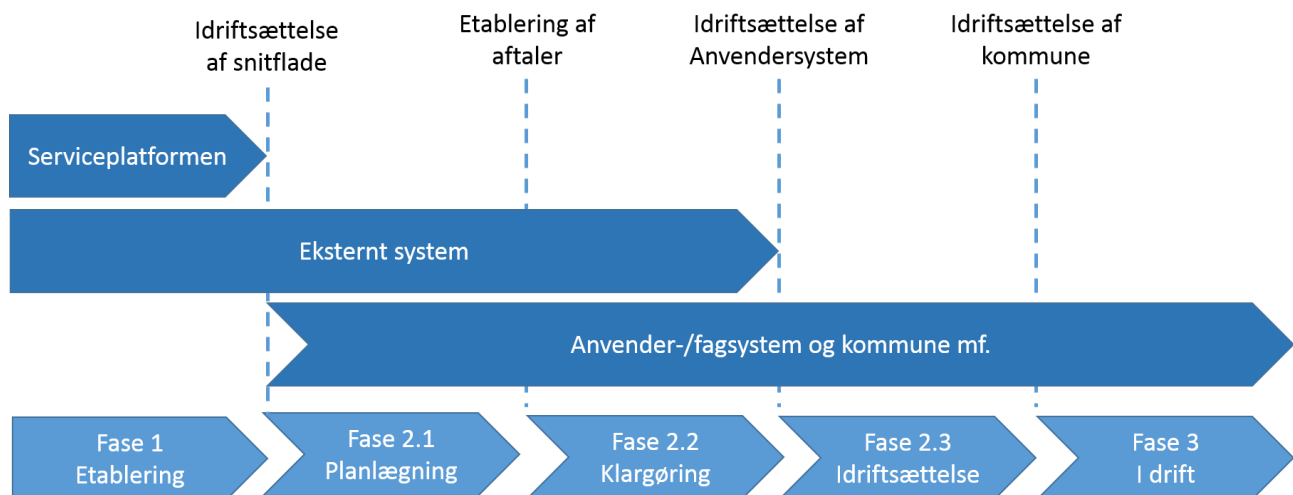 Idriftsættelse
af snitflade
Etablering af
aftaler
Idriftsættelse af
Anvendersystem
Idriftsættelse af
kommune
Serviceplatformen
Eksternt system
Anvender-/fagsystem og kommune mf.
Fase 1
Etablering
Fase 2.1
Planlægning
Fase 2.2
Klargøring
Fase 2.3
Idriftsættelse
Fase 3
I drift